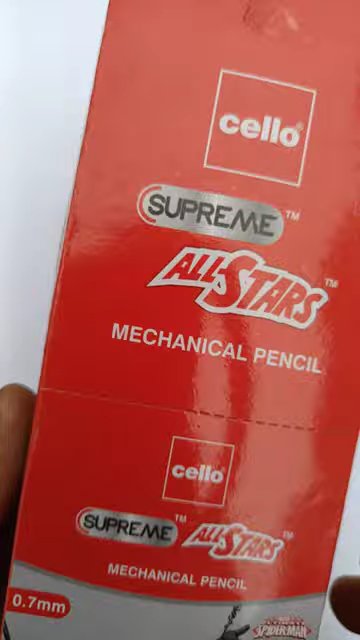 cello®
SUPREME™
ALL STARS™
MECHANICAL PENCIL
cello®
SUPREME™ ALL STARS™
MECHANICAL PENCIL
0.7mm
SPIDER-MAN